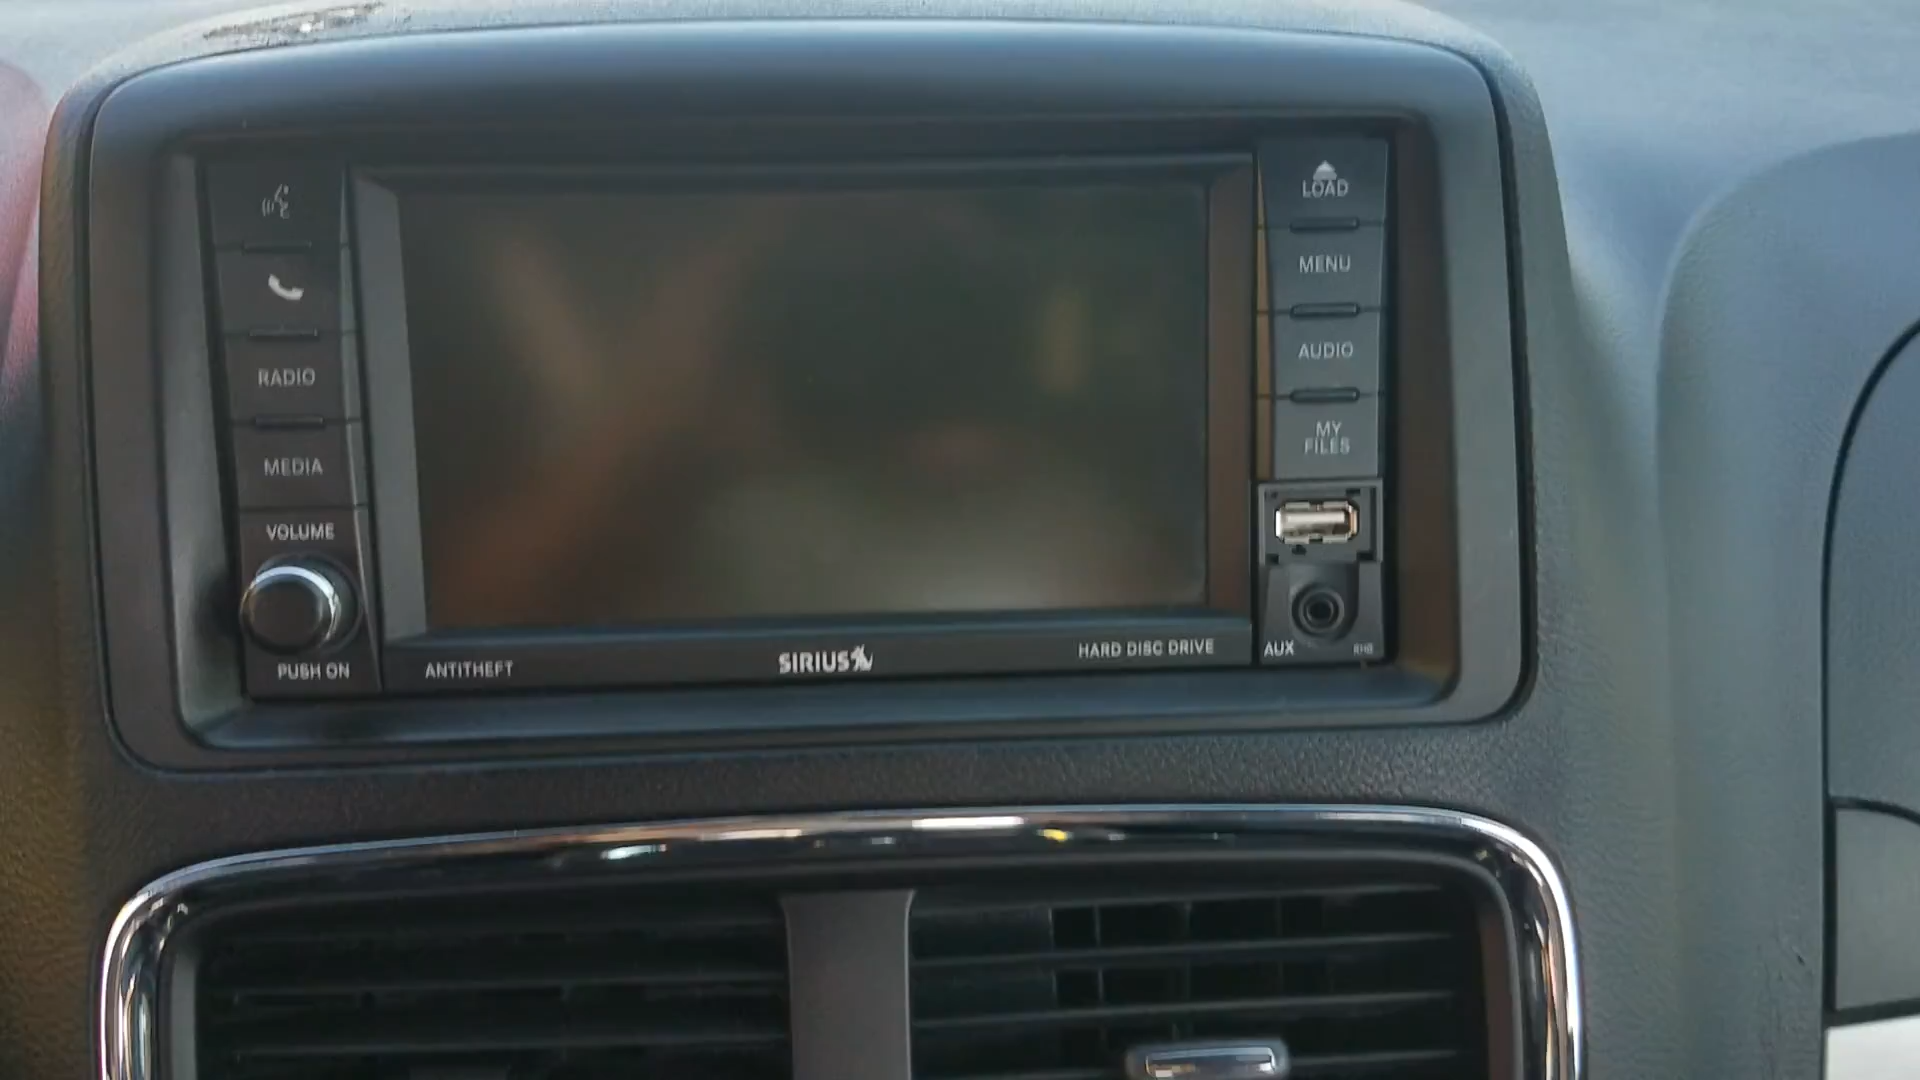 RADIO
MEDIA
VOLUME
PUSH ON
ANTITHEFT
SIRIUS
HARD DISC DRIVE
LOAD
MENU
AUDIO
MY
FILES
AUX